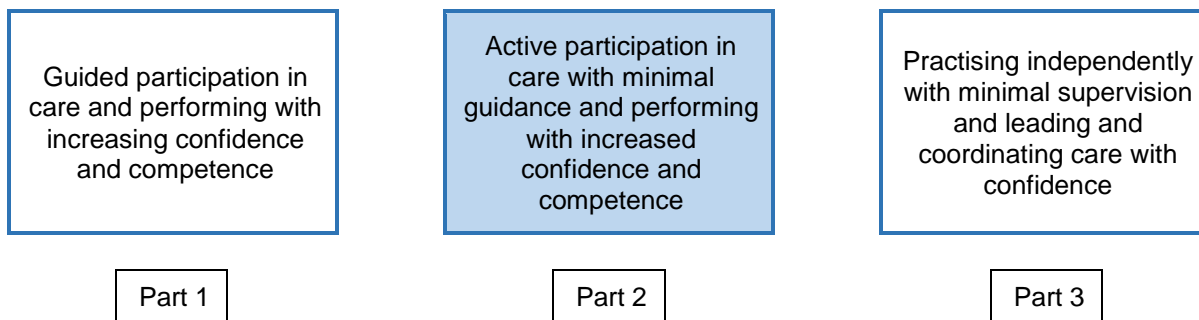 Guided participation in
care and performing with
increasing confidence
and competence
Active participation in
care with minimal
guidance and performing
with increased
confidence and
competence
Practising independently
with minimal supervision
and leading and
coordinating care with
confidence
Part 1
Part 2
Part 3